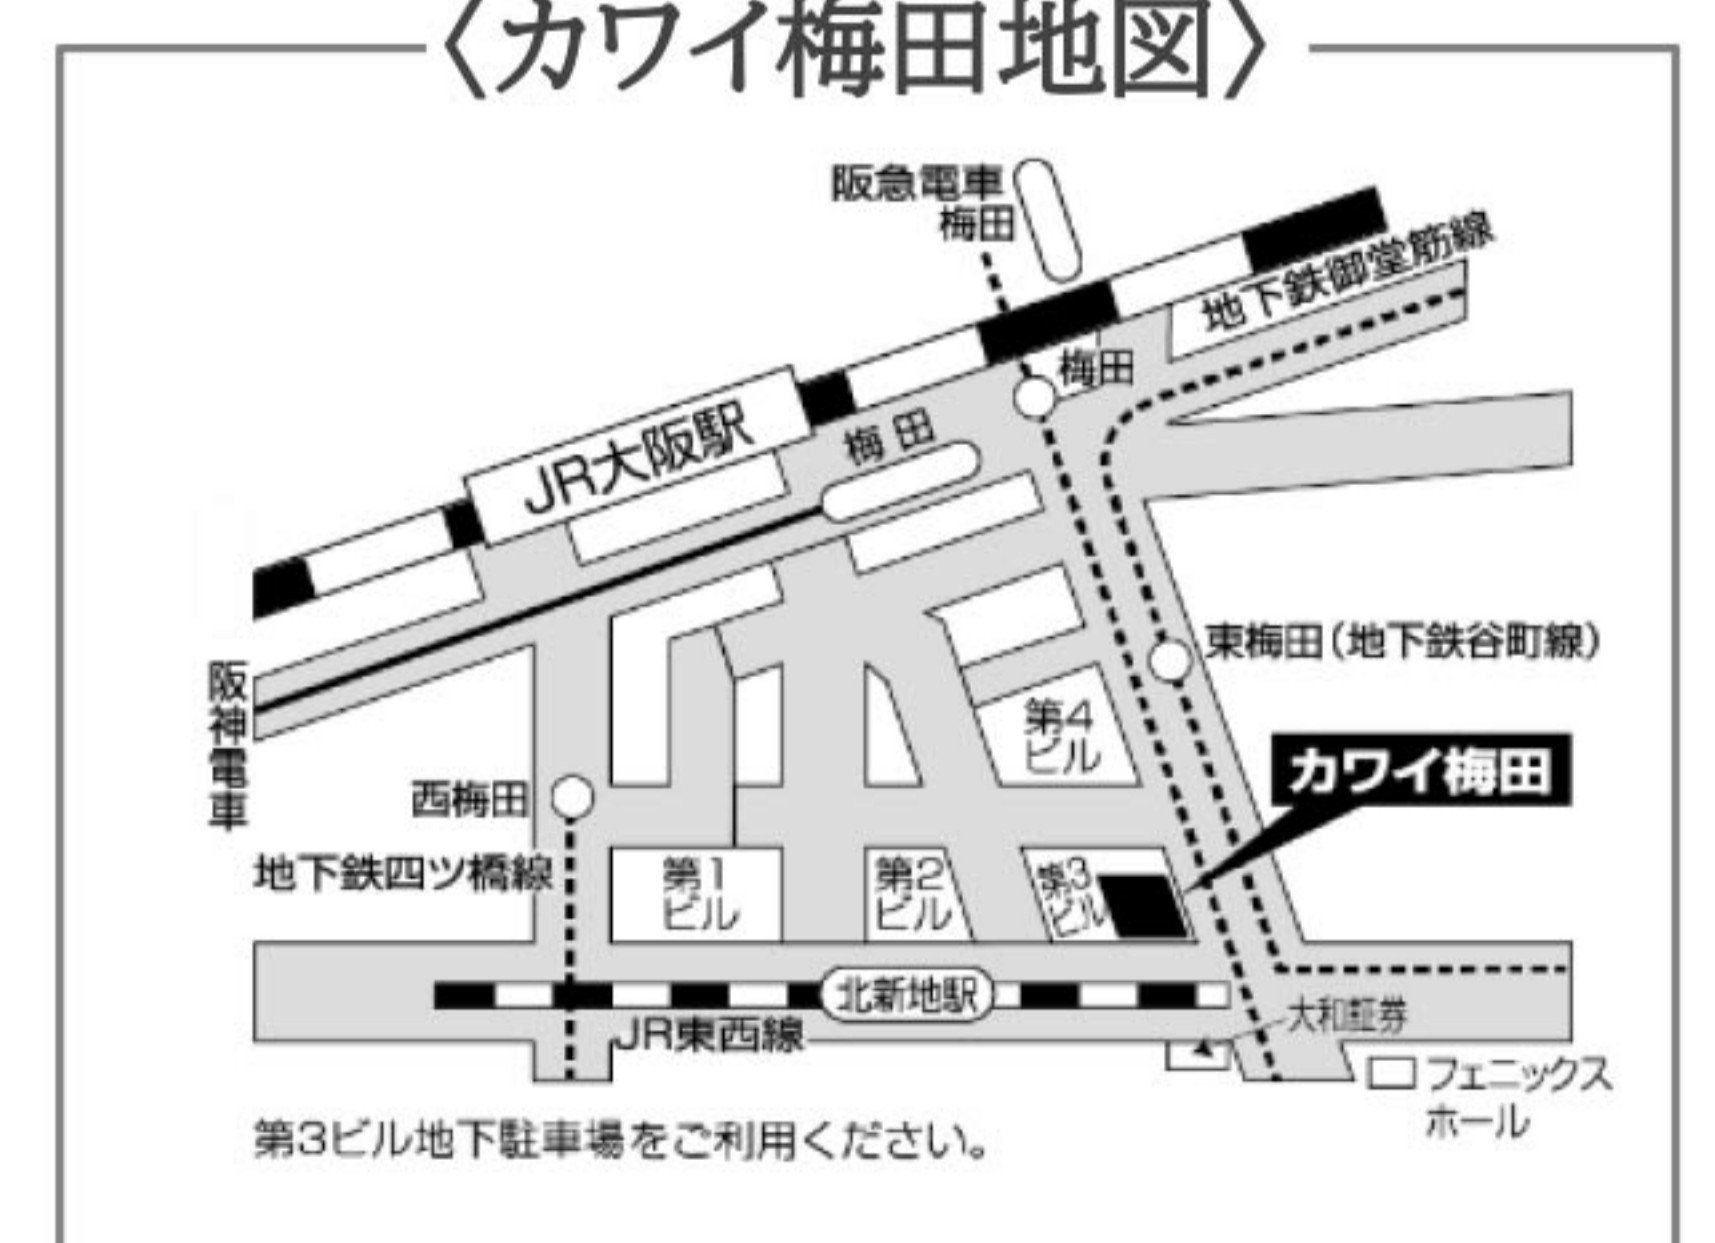 〈カワイ梅田地図〉
阪急電車
梅田
地下鉄御堂筋線
梅田
梅田
JR大阪駅
東梅田（地下鉄谷町線）
阪神電車
第4
ビル
カワイ梅田
西梅田
地下鉄四ツ橋線
第1
ビル
第2
ビル
第3
ビル
北新地駅
JR東西線
大和証券
フェニックス
ホール
第3ビル地下駐車場をご利用ください。